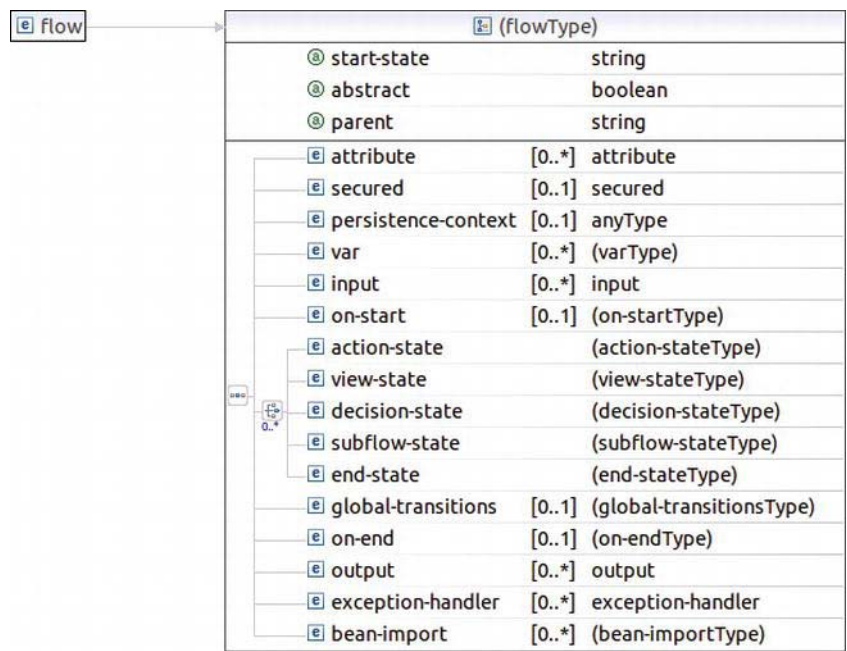 e flow
(flowType)
@ start-state string
@ abstract boolean
@ parent string
e attribute [0..*] attribute
e secured [0..1] secured
e persistence-context [0..1] anyType
e var [0..*] (varType)
e input [0..*] input
e on-start [0..1] (on-startType)
e action-state (action-stateType)
e view-state (view-stateType)
e decision-state (decision-stateType)
0..*
e subflow-state (subflow-stateType)
e end-state (end-stateType)
e global-transitions [0..1] (global-transitionsType)
e on-end [0..1] (on-endType)
e output [0..*] output
e exception-handler [0..*] exception-handler
e bean-import [0..*] (bean-importType)